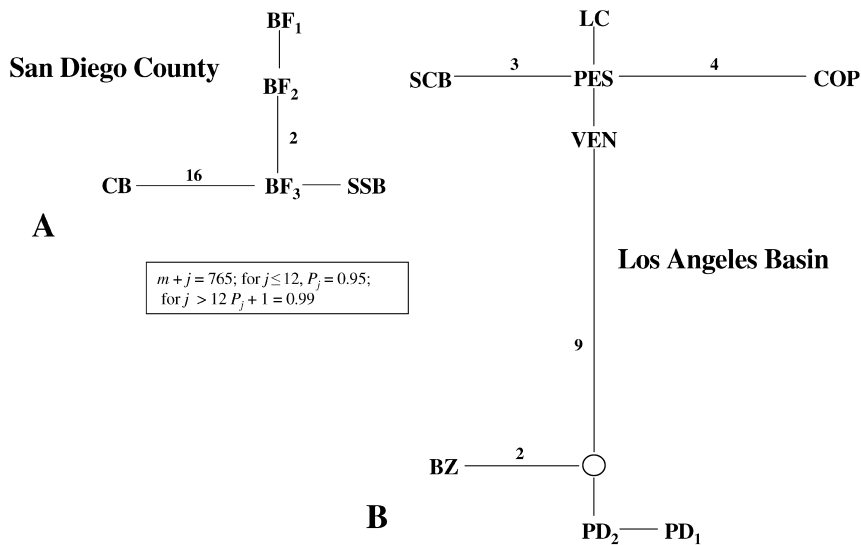 BF₁
San Diego County
BF₂
2
CB 16 BF₃ SSB
A
m + j = 765; for j ≤ 12, Pⱼ = 0.95;
for j > 12 Pⱼ + 1 = 0.99
LC
SCB 3 PES 4 COP
VEN
Los Angeles Basin
9
BZ 2
B
PD₂ PD₁